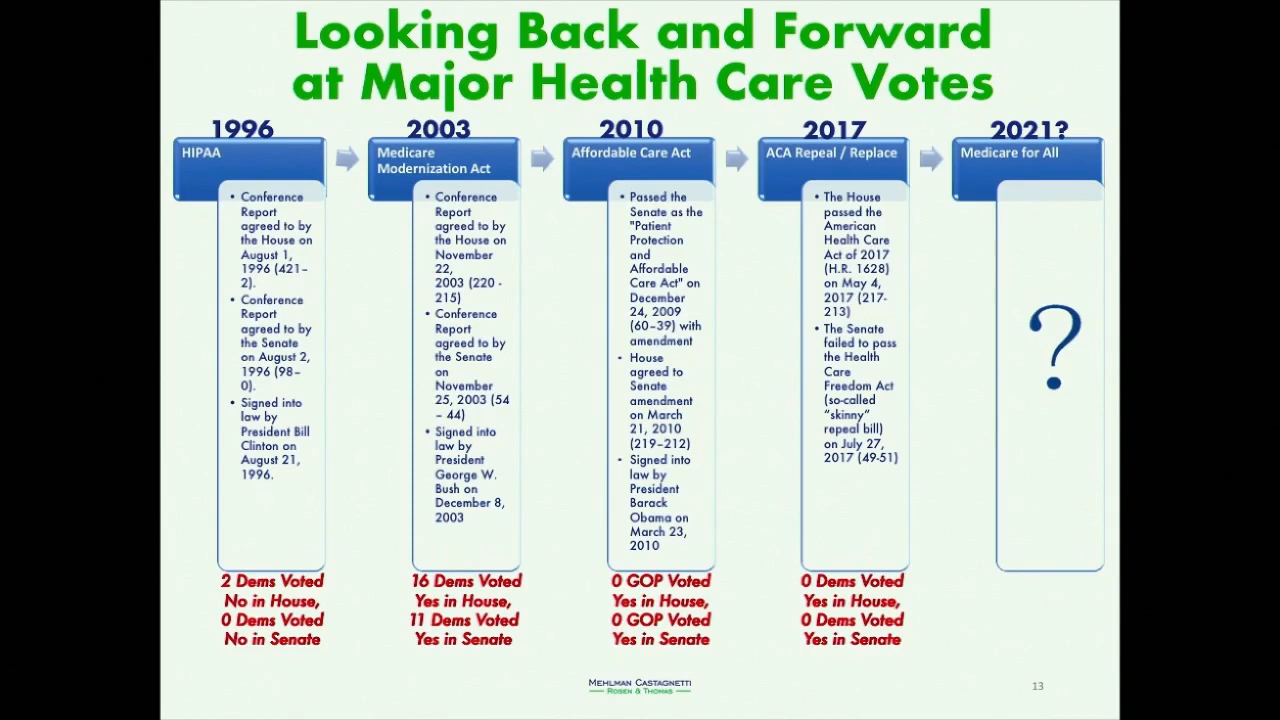 Looking Back and Forward
at Major Health Care Votes
1996
HIPAA
• Conference
Report
agreed to by
the House on
August 1,
1996 (421–
2).
• Conference
Report
agreed to by
the Senate
on August 2,
1996 (98–
0).
• Signed into
law by
President Bill
Clinton on
August 21,
1996.
2 Dems Voted
No in House,
0 Dems Voted
No in Senate
2003
Medicare
Modernization Act
• Conference
Report
agreed to by
the House on
November
22,
2003 (220 -
215)
• Conference
Report
agreed to by
the Senate
on
November
25, 2003 (54
– 44)
• Signed into
law by
President
George W.
Bush on
December 8,
2003
16 Dems Voted
Yes in House,
11 Dems Voted
Yes in Senate
2010
Affordable Care Act
• Passed the
Senate as the
"Patient
Protection
and
Affordable
Care Act" on
December
24, 2009
(60–39) with
amendment
• House
agreed to
Senate
amendment
on March
21, 2010
(219–212)
• Signed into
law by
President
Barack
Obama on
March 23,
2010
0 GOP Voted
Yes in House,
0 GOP Voted
Yes in Senate
2017
ACA Repeal / Replace
• The House
passed the
American
Health Care
Act of 2017
(H.R. 1628)
on May 4,
2017 (217-
213)
• The Senate
failed to pass
the Health
Care
Freedom Act
(so-called
“skinny”
repeal bill)
on July 27,
2017 (49-51)
0 Dems Voted
Yes in House,
0 Dems Voted
Yes in Senate
2021?
Medicare for All
?
MEHLMAN CASTAGNETTI
ROSEN & THOMAS
13